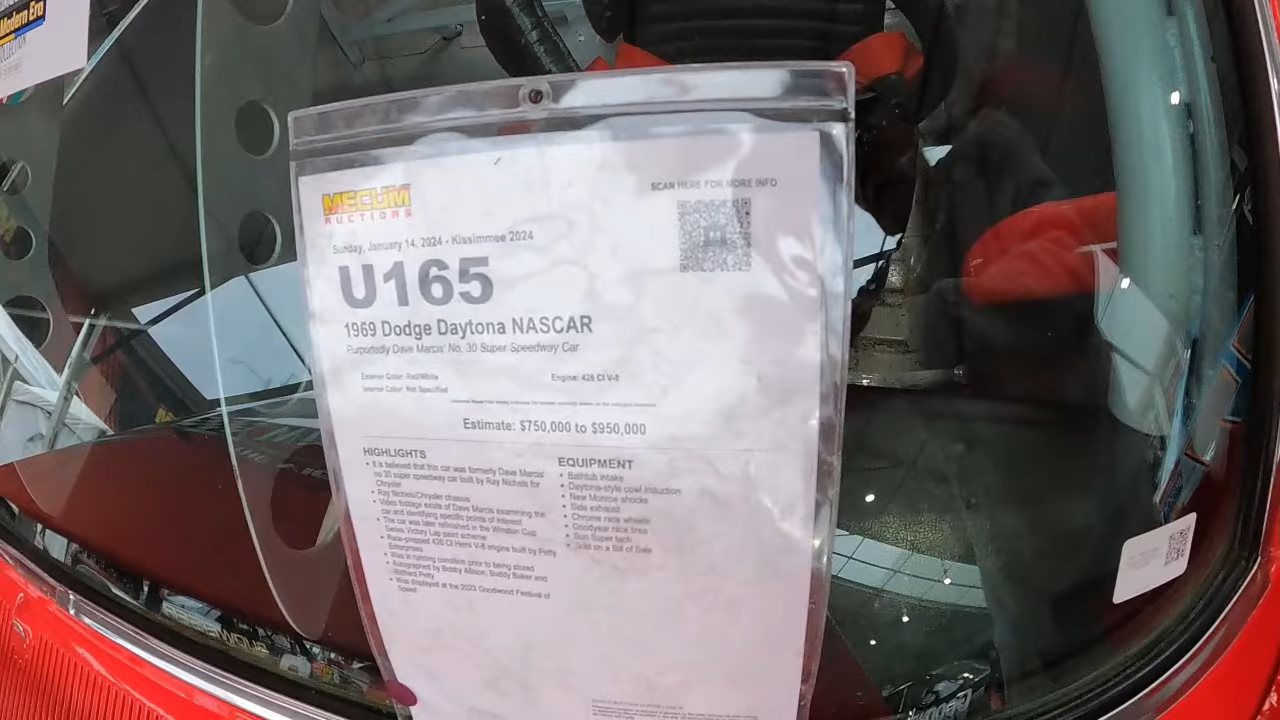 Modern Era
COLLECTION
MECUM
AUCTIONS
SCAN HERE FOR MORE INFO
Sunday, January 14, 2024 - Kissimmee 2024
U165
1969 Dodge Daytona NASCAR
Purportedly Dave Marcis' No. 30 Super Speedway Car
Exterior Color: Red/White
Engine: 426 CI V-8
Interior Color: Not Specified
Estimate: $750,000 to $950,000
HIGHLIGHTS
• It is believed that this car was formerly Dave Marcis'
no 30 super speedway car built by Ray Nichels for
Chrysler
• Ray Nichels/Chrysler chassis
• Video footage exists of Dave Marcis examining the
car and identifying specific points of interest
• The car was later refinished in the Winston Cup
Series Victory Lap paint scheme
• Race-prepped 426 CI Hemi V-8 engine built by Petty
Enterprises
• Was in running condition prior to being stored
• Autographed by Bobby Allison, Buddy Baker and
Richard Petty
• Was displayed at the 2023 Goodwood Festival of
Speed
EQUIPMENT
• Bathtub intake
• Daytona-style cowl induction
• New Monroe shocks
• Side exhaust
• Chrome race wheels
• Goodyear race tires
• Sun Super tach
• Sold on a Bill of Sale